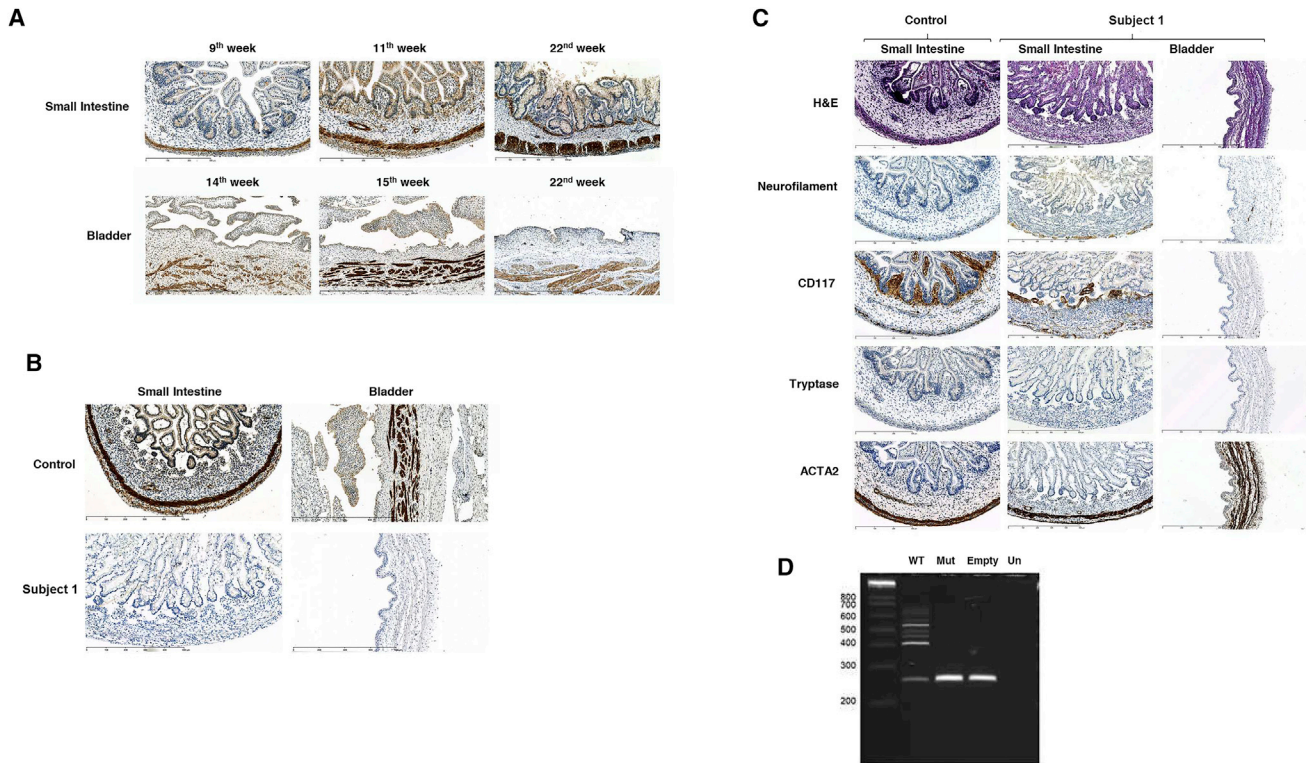 A
9th week
11th week
22nd week
Small Intestine
14th week
15th week
22nd week
Bladder
B
Small Intestine
Bladder
Control
Subject 1
C
Control
Subject 1
Small Intestine
Small Intestine
Bladder
H&E
Neurofilament
CD117
Tryptase
ACTA2
D
WT Mut Empty Un
800
700
600
500
400
300
200